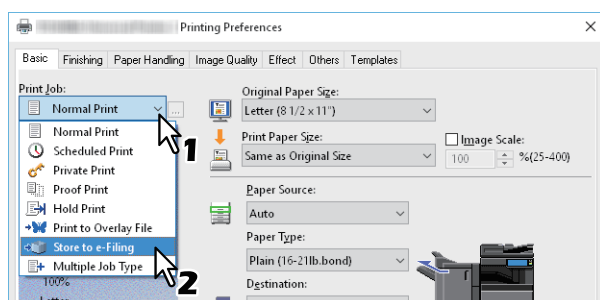 Printing Preferences
Basic Finishing Paper Handling Image Quality Effect Others Templates
Print Job:
Normal Print
Normal Print
Scheduled Print
Private Print
Proof Print
Hold Print
Print to Overlay File
Store to e-Filing
Multiple Job Type
100%
1
2
Original Paper Size:
Letter (8 1/2 x 11")
Print Paper Size:
Same as Original Size
Image Scale:
100 %(25-400)
Paper Source:
Auto
Paper Type:
Plain (16-21lb.bond)
Destination: